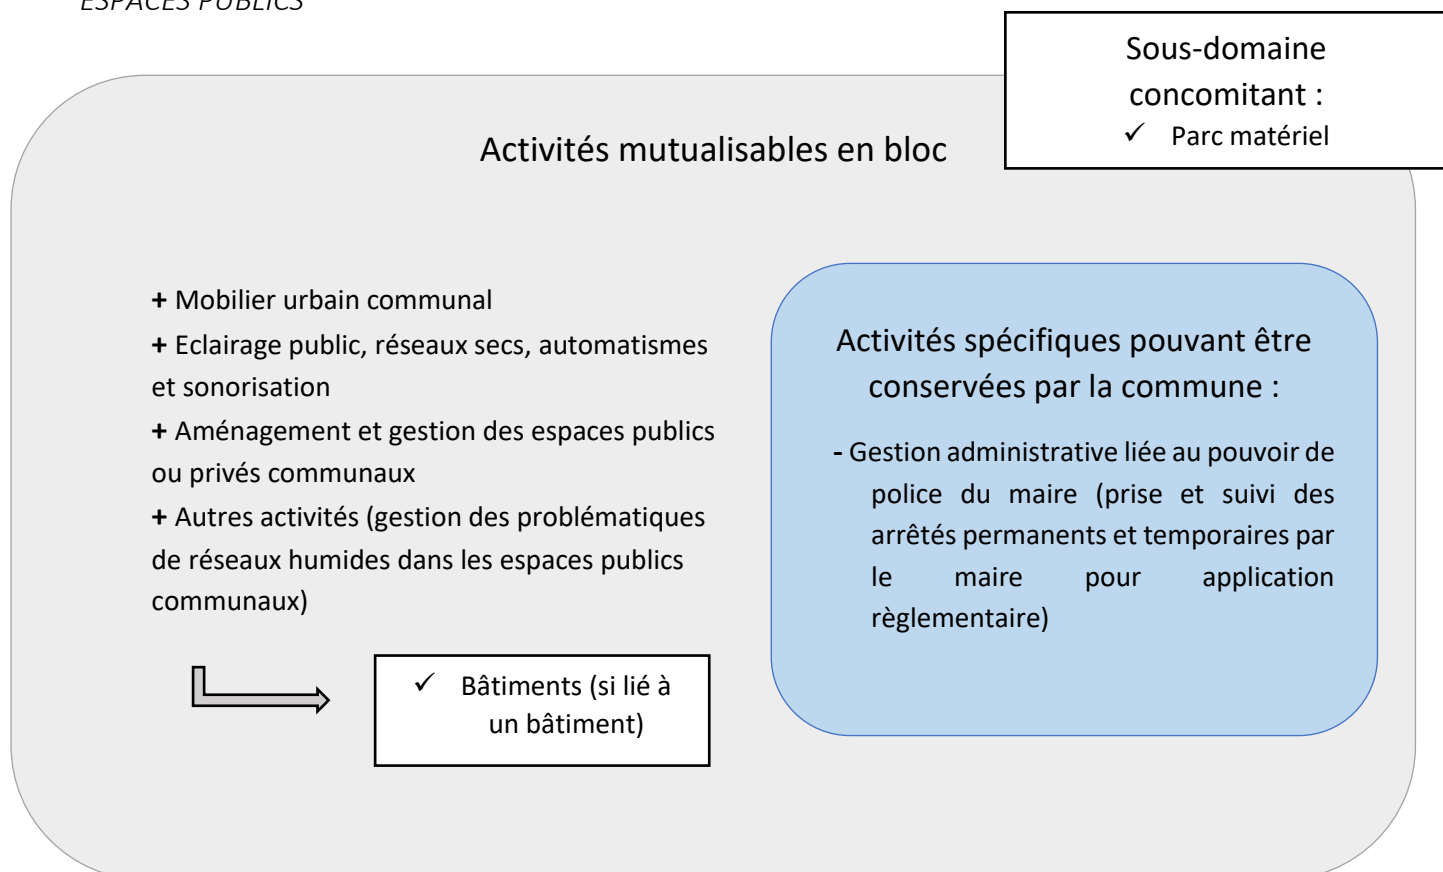 ESPACES PUBLICS
Sous-domaine
concomitant :
✓ Parc matériel
Activités mutualisables en bloc
+ Mobilier urbain communal
+ Eclairage public, réseaux secs, automatismes
et sonorisation
+ Aménagement et gestion des espaces publics
ou privés communaux
+ Autres activités (gestion des problématiques
de réseaux humides dans les espaces publics
communaux)
✓ Bâtiments (si lié à
un bâtiment)
Activités spécifiques pouvant être
conservées par la commune :
- Gestion administrative liée au pouvoir de
police du maire (prise et suivi des
arrêtés permanents et temporaires par
le maire pour application
règlementaire)